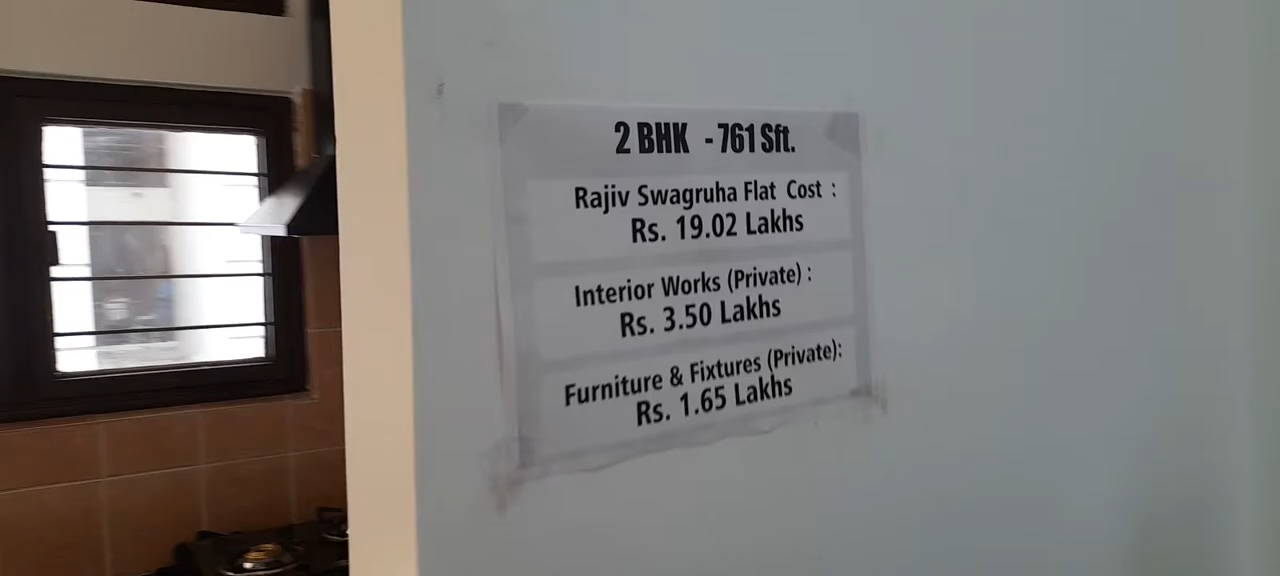 2 BHK - 761 Sft.
Rajiv Swagruha Flat Cost :
Rs. 19.02 Lakhs
Interior Works (Private) :
Rs. 3.50 Lakhs
Furniture & Fixtures (Private):
Rs. 1.65 Lakhs